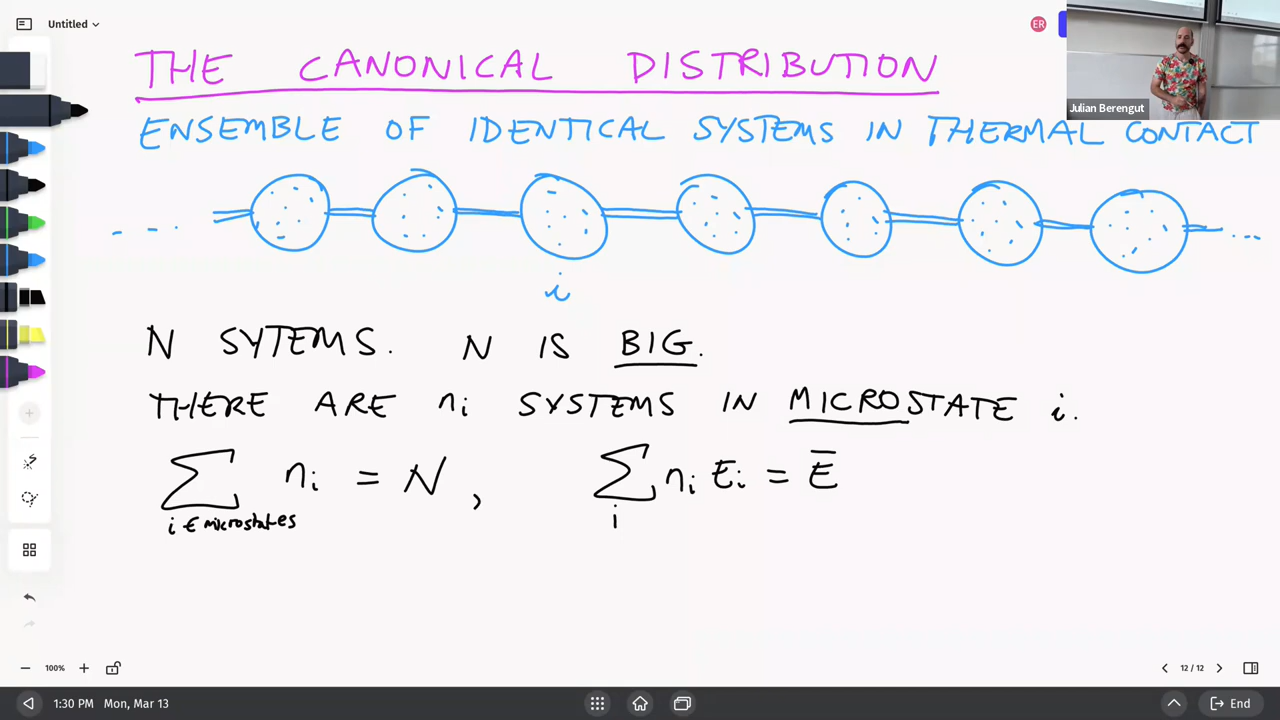 Untitled
ER
THE CANONICAL DISTRIBUTION
Julian Berengut
ENSEMBLE OF IDENTICAL SYSTEMS IN THERMAL CONTACT
i
N SYTEMS. N IS BIG.
THERE ARE nᵢ SYSTEMS IN MICROSTATE i.
∑ nᵢ = N, ∑ nᵢ Eᵢ = Ē
i ∈ microstates i
100%
12 / 12
1:30 PM Mon, Mar 13
End